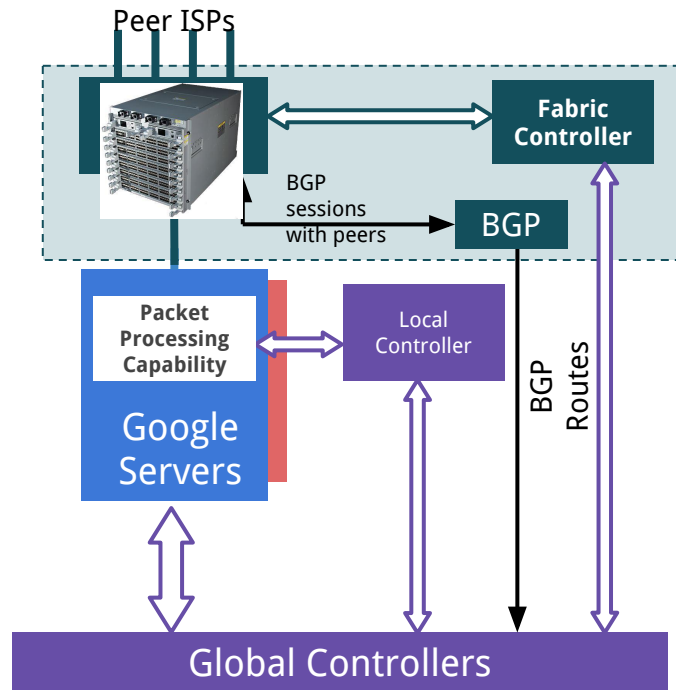 Peer ISPs
Fabric
Controller
BGP
sessions
with peers
BGP
Packet
Processing
Capability
Local
Controller
BGP
Routes
Google
Servers
Global Controllers